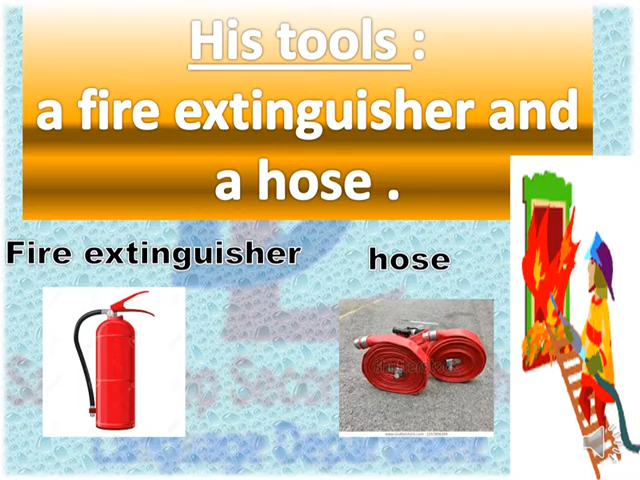 His tools :
a fire extinguisher and
a hose .
Fire extinguisher
hose